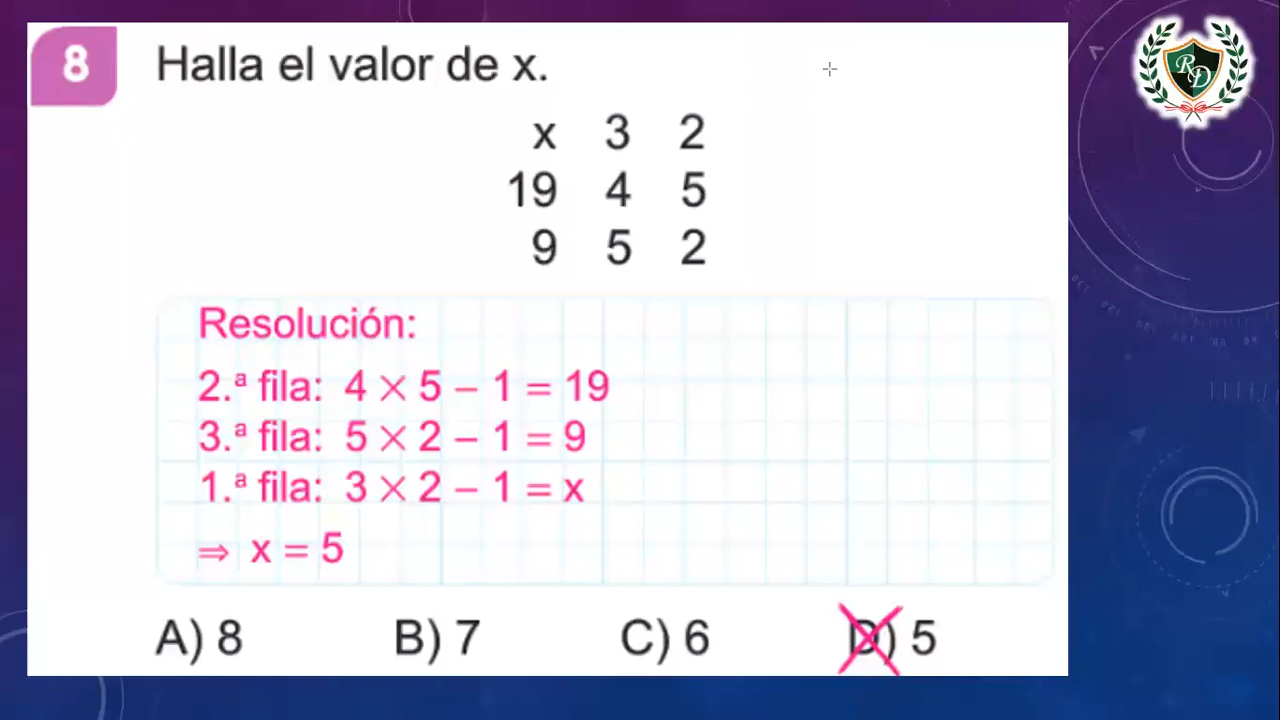 8 Halla el valor de x.
x 3 2
19 4 5
9 5 2
Resolución:
2.ª fila: 4 × 5 – 1 = 19
3.ª fila: 5 × 2 – 1 = 9
1.ª fila: 3 × 2 – 1 = x
⇒ x = 5
A) 8 B) 7 C) 6 D) 5
RD